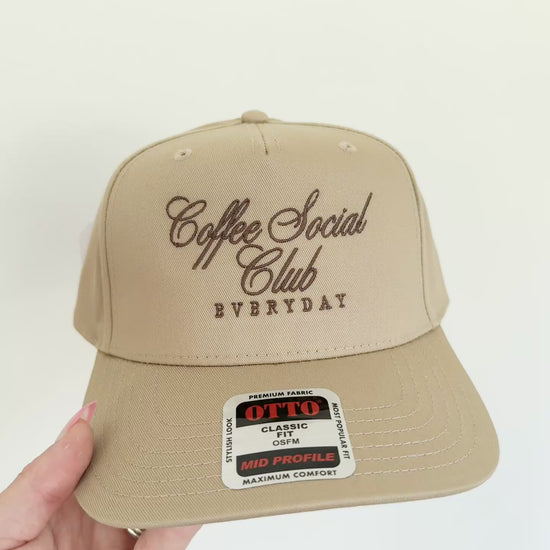 Coffee Social
Club
EVERYDAY
PREMIUM FABRIC
STYLISH LOOK
OTTO®
CLASSIC
FIT
OSFM
MID PROFILE
MOST POPULAR FIT
MAXIMUM COMFORT